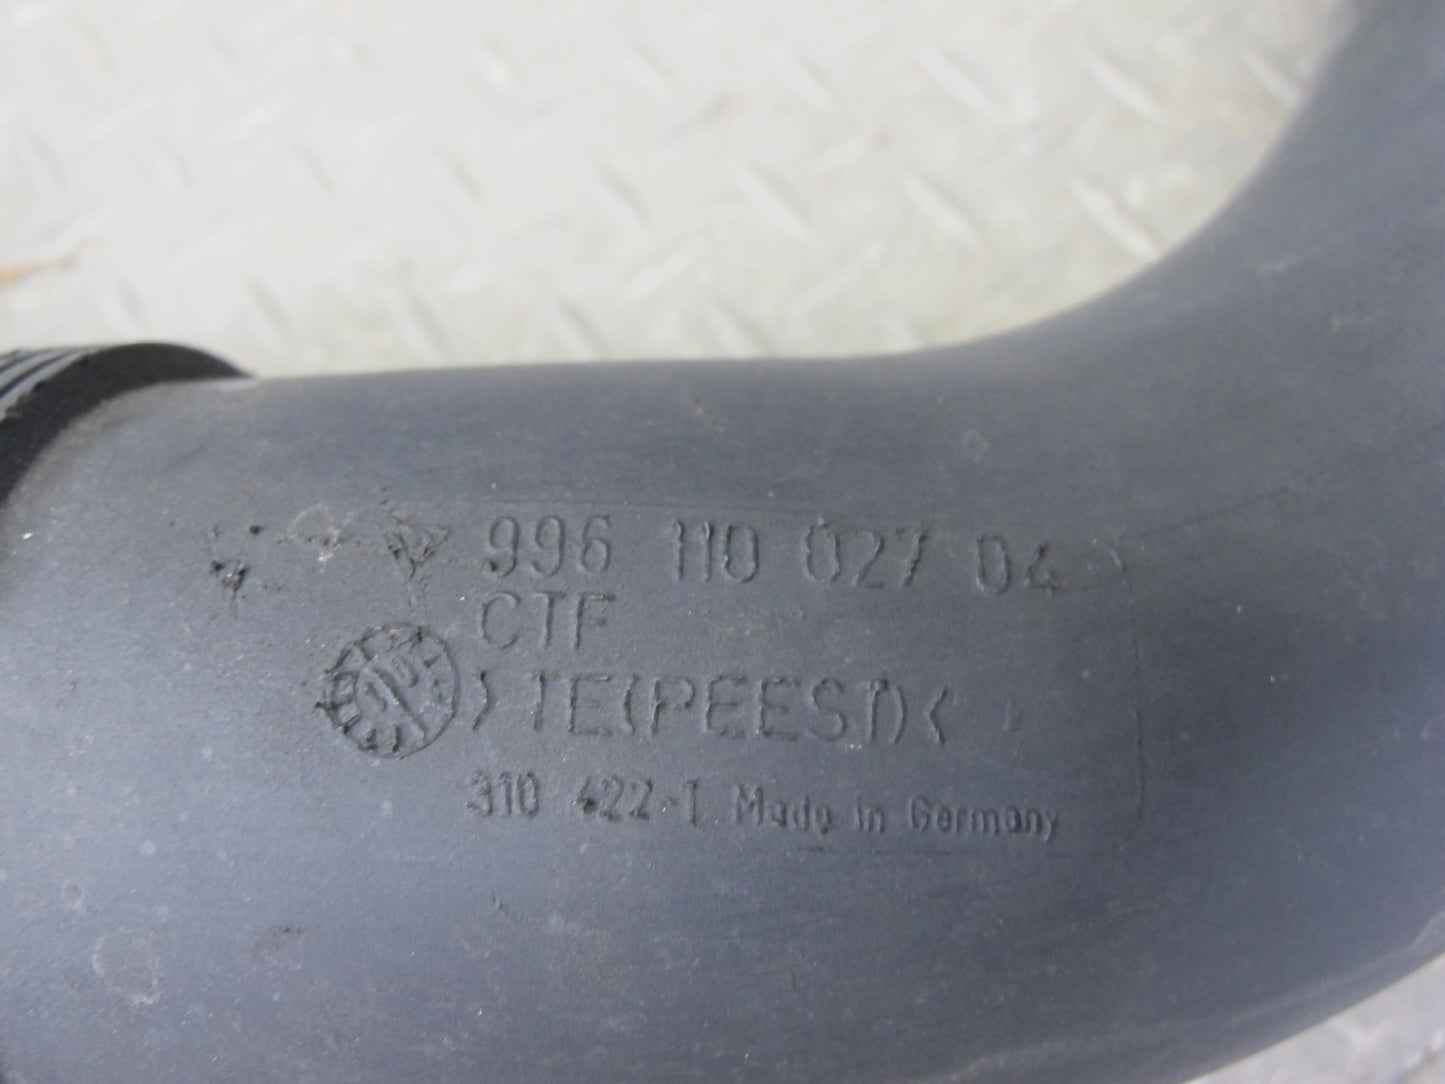 996 110 027 04
CTF
>TE(PEEST)<
310 422-1 Made in Germany